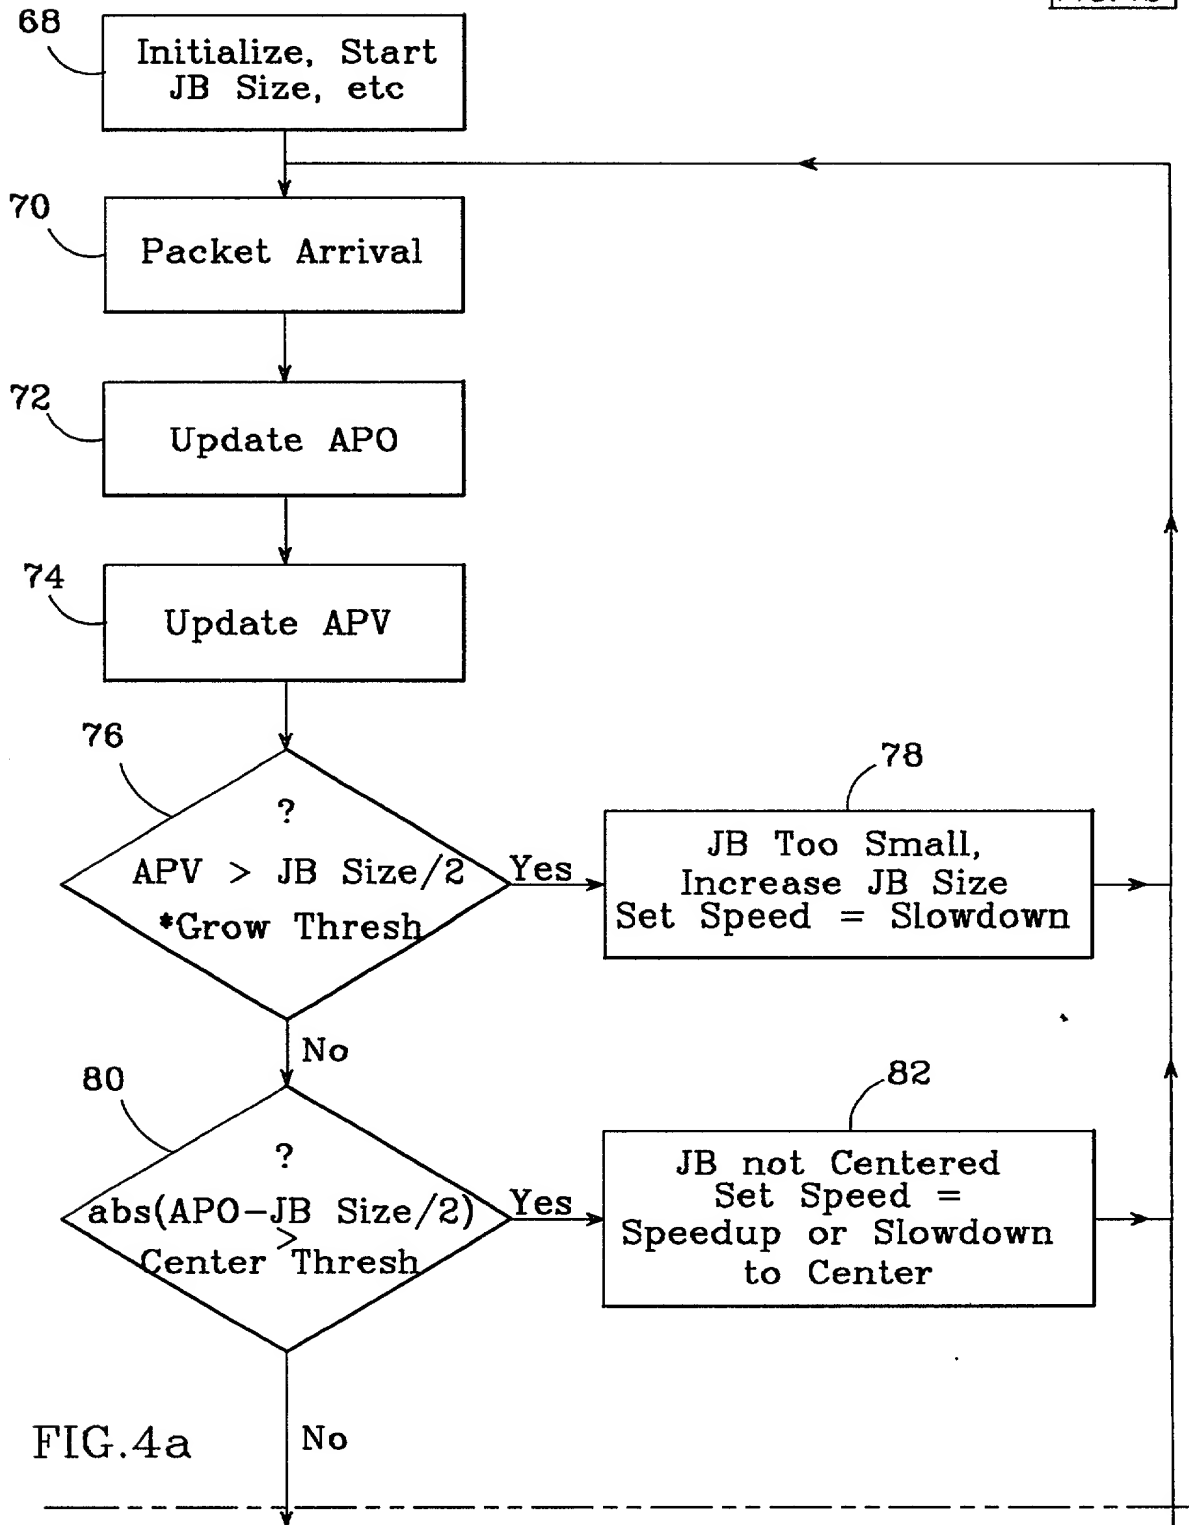 68
Initialize, Start
JB Size, etc
70
Packet Arrival
72
Update APO
74
Update APV
76
?
APV > JB Size/2
*Grow Thresh
Yes
78
JB Too Small,
Increase JB Size
Set Speed = Slowdown
No
80
?
abs(APO-JB Size/2)
>
Center Thresh
Yes
82
JB not Centered
Set Speed =
Speedup or Slowdown
to Center
No
FIG.4a